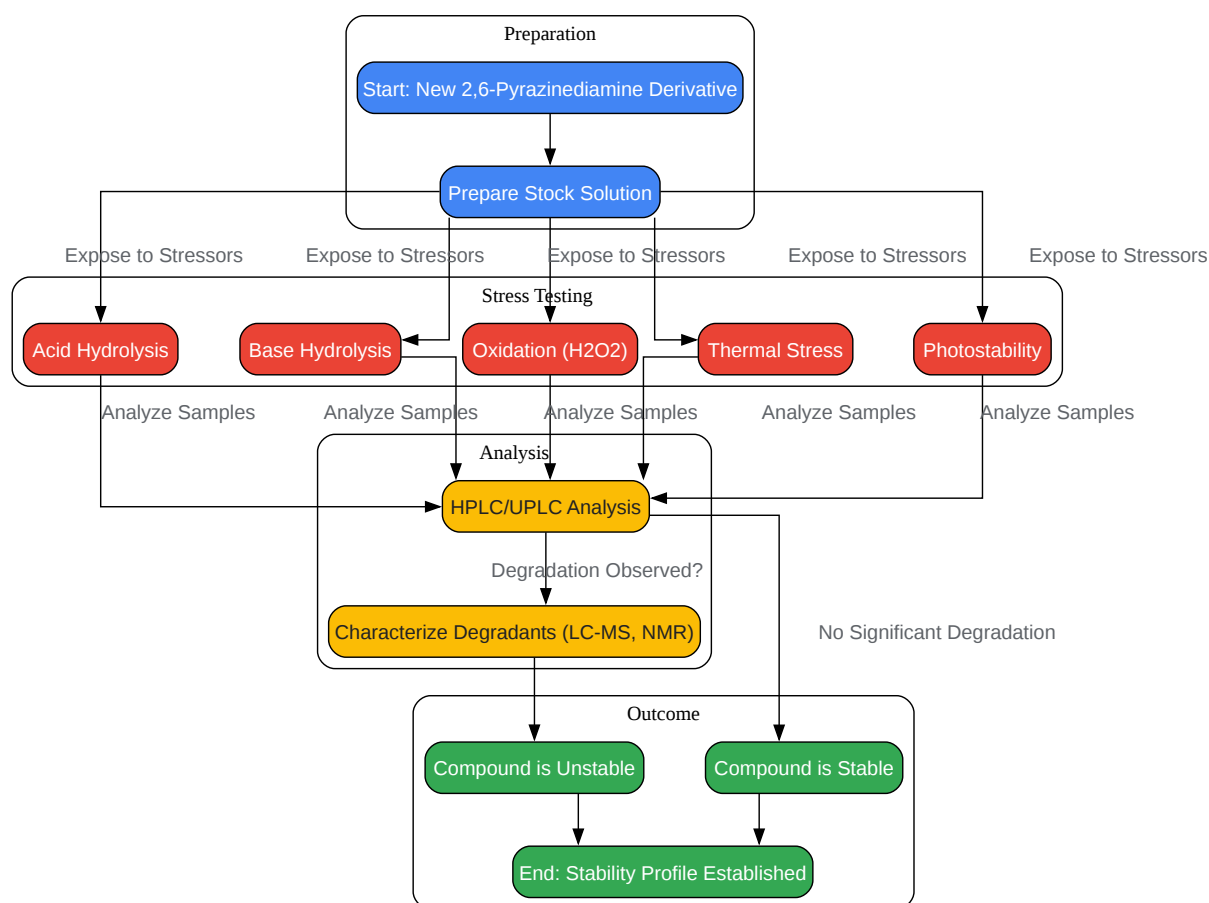 Preparation
Start: New 2,6-Pyrazinediamine Derivative
Prepare Stock Solution
Expose to Stressors
Expose to Stressors
Expose to Stressors
Expose to Stressors
Expose to Stressors
Stress Testing
Acid Hydrolysis
Base Hydrolysis
Oxidation (H2O2)
Thermal Stress
Photostability
Analyze Samples
Analyze Samples
Analyze Samples
Analyze Samples
Analyze Samples
Analysis
HPLC/UPLC Analysis
Degradation Observed?
Characterize Degradants (LC-MS, NMR)
No Significant Degradation
Outcome
Compound is Unstable
Compound is Stable
End: Stability Profile Established